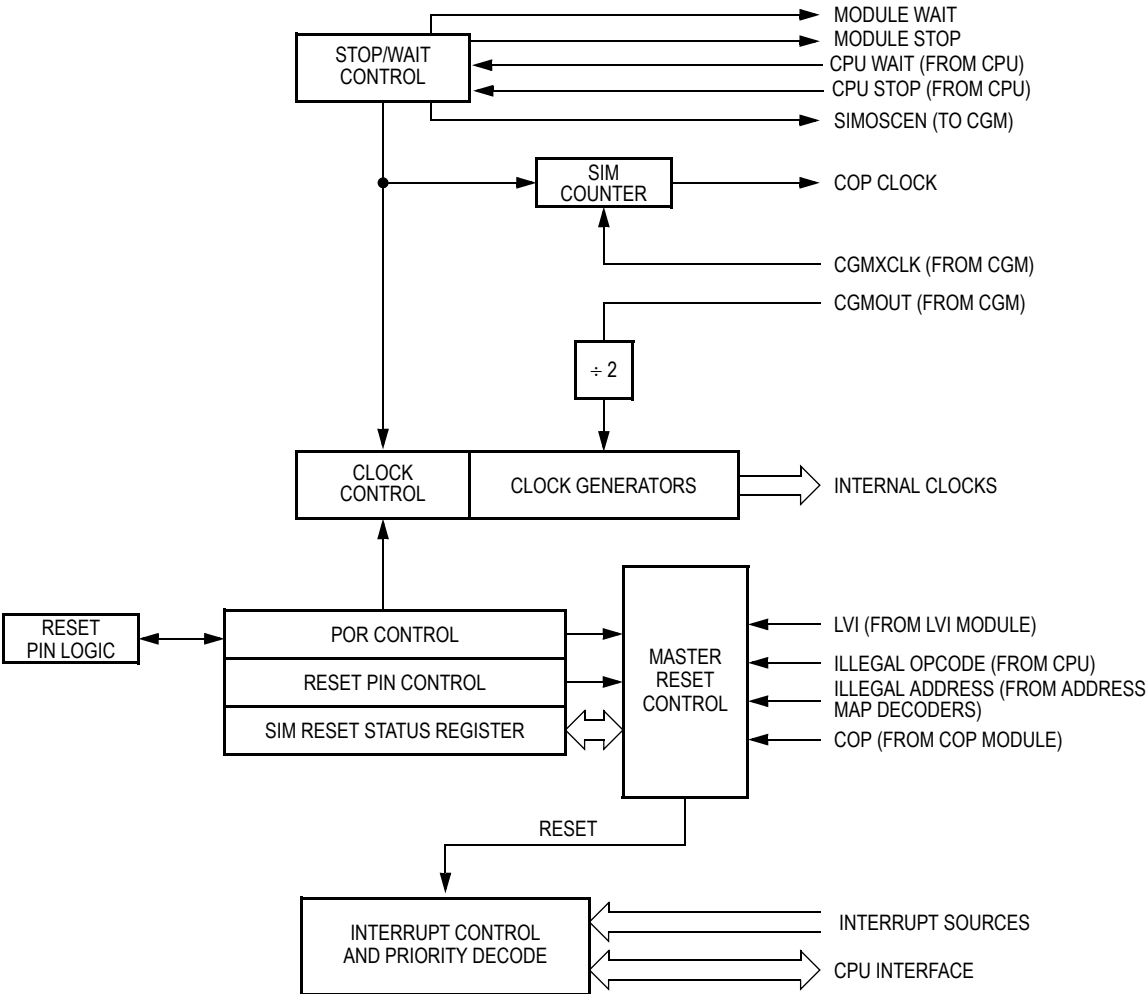 MODULE WAIT
MODULE STOP
STOP/WAIT
CONTROL
CPU WAIT (FROM CPU)
CPU STOP (FROM CPU)
SIMOSCEN (TO CGM)
SIM
COUNTER
COP CLOCK
CGMXCLK (FROM CGM)
CGMOUT (FROM CGM)
÷ 2
CLOCK
CONTROL
CLOCK GENERATORS
INTERNAL CLOCKS
RESET
PIN LOGIC
POR CONTROL
RESET PIN CONTROL
SIM RESET STATUS REGISTER
MASTER
RESET
CONTROL
LVI (FROM LVI MODULE)
ILLEGAL OPCODE (FROM CPU)
ILLEGAL ADDRESS (FROM ADDRESS
MAP DECODERS)
COP (FROM COP MODULE)
RESET
INTERRUPT CONTROL
AND PRIORITY DECODE
INTERRUPT SOURCES
CPU INTERFACE